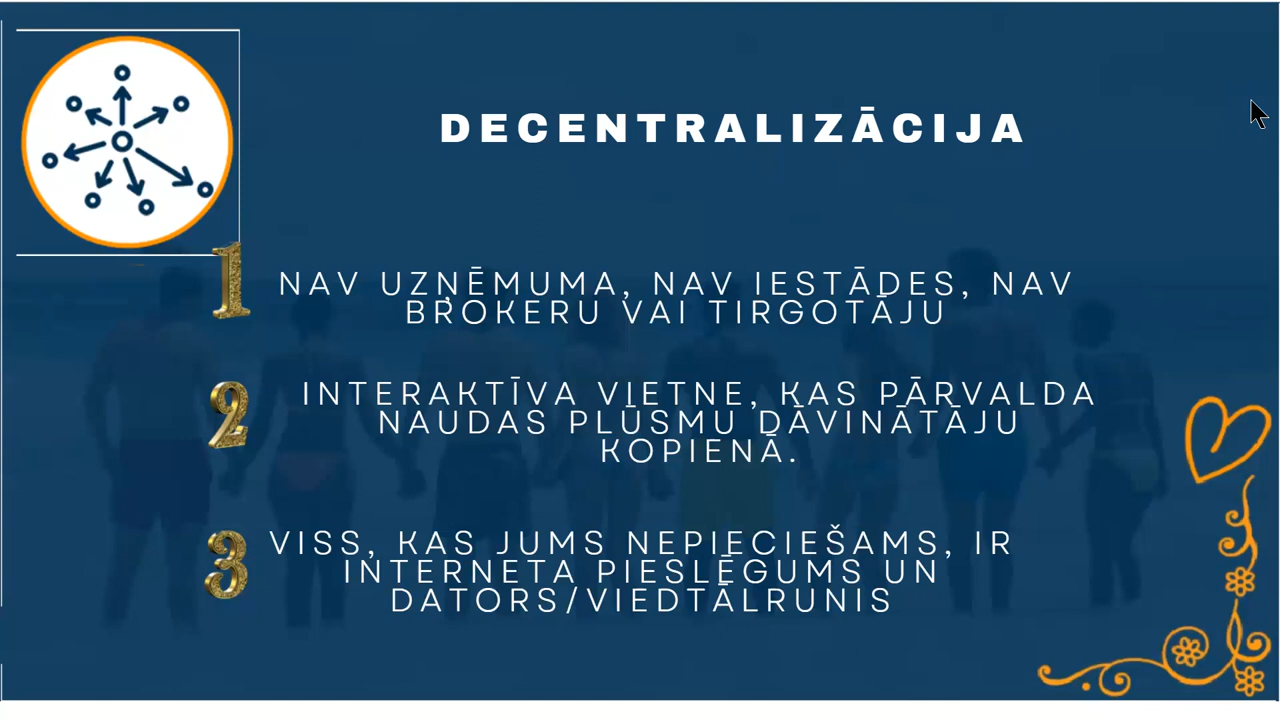 DECENTRALIZĀCIJA
1 NAV UZŅĒMUMA, NAV IESTĀDES, NAV
BROKERU VAI TIRGOTĀJU
2 INTERAKTĪVA VIETNE, KAS PĀRVALDA
NAUDAS PLŪSMU DĀVINĀTĀJU
KOPIENĀ.
3 VISS, KAS JUMS NEPIECIEŠAMS, IR
INTERNETA PIESLĒGUMS UN
DATORS/VIEDTĀLRUNIS